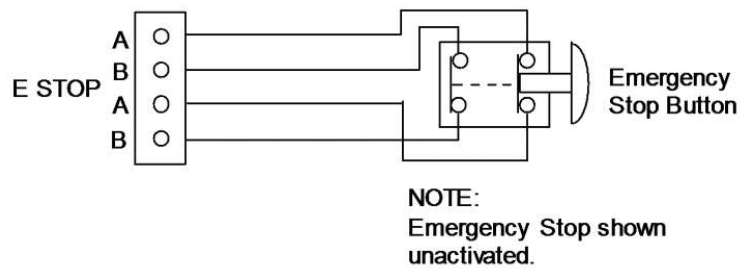 A
B
E STOP
A
B
Emergency
Stop Button
NOTE:
Emergency Stop shown
unactivated.